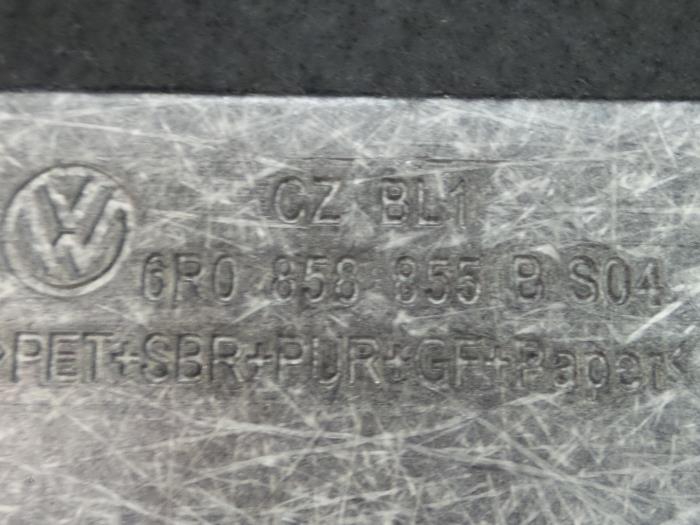 CZ BL1
6R0 858 855 B S04
>PET+SBR+PUR+GF+Paper<